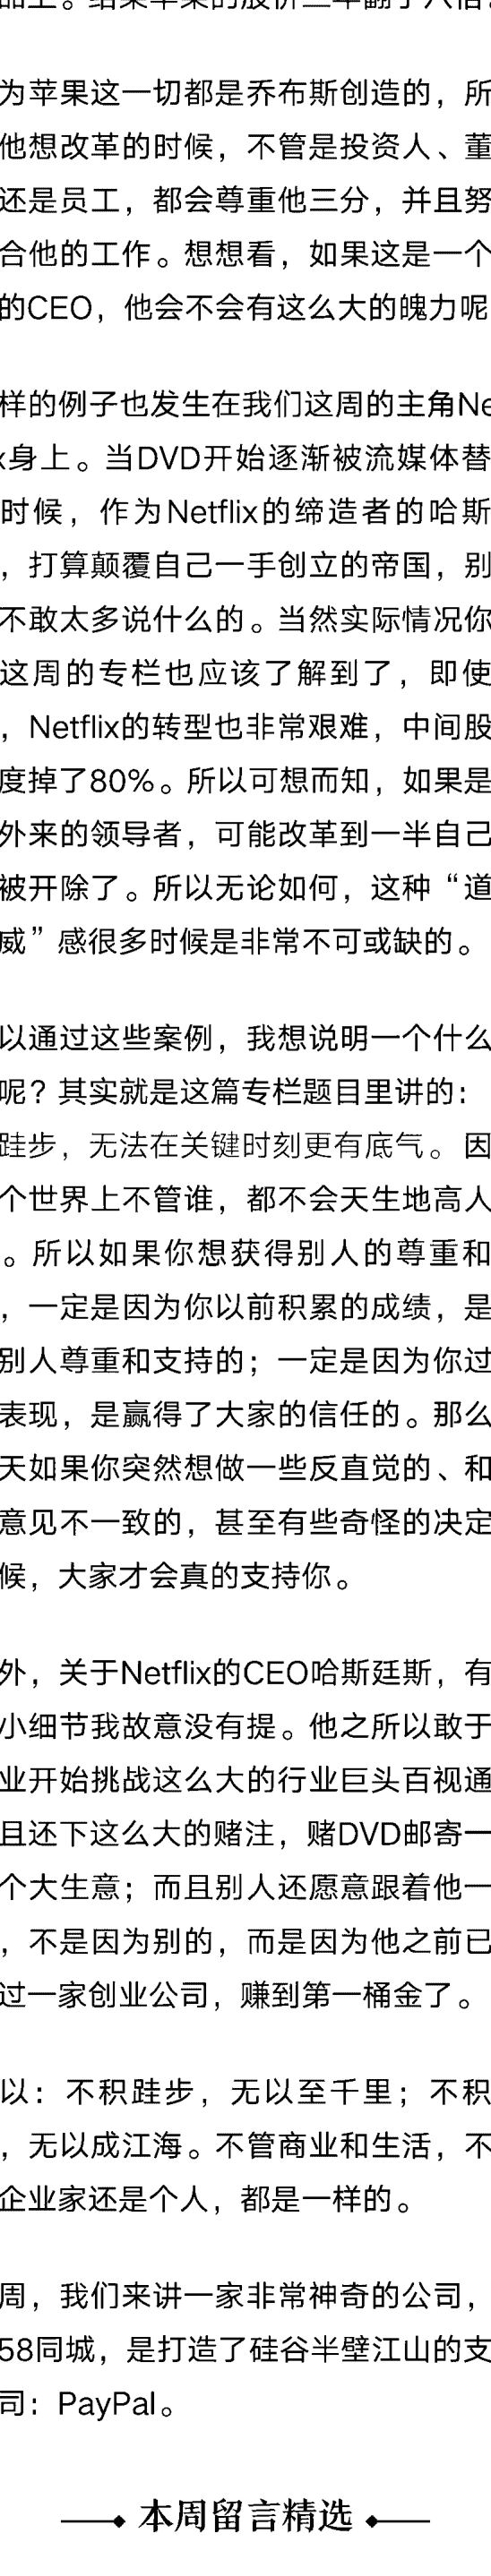 为苹果这一切都是乔布斯创造的，所
他想改革的时候，不管是投资人、董
还是员工，都会尊重他三分，并且努
合他的工作。想想看，如果这是一个
的CEO，他会不会有这么大的魄力呢
样的例子也发生在我们这周的主角Ne
x身上。当DVD开始逐渐被流媒体替
时候，作为Netflix的缔造者的哈斯
，打算颠覆自己一手创立的帝国，别
不敢太多说什么的。当然实际情况你
这周的专栏也应该了解到了，即使
，Netflix的转型也非常艰难，中间股
度掉了80%。所以可想而知，如果是
外来的领导者，可能改革到一半自己
被开除了。所以无论如何，这种“道
威”感很多时候是非常不可或缺的。
以通过这些案例，我想说明一个什么
呢？其实就是这篇专栏题目里讲的：
跬步，无法在关键时刻更有底气。因
个世界上不管谁，都不会天生地高人
。所以如果你想获得别人的尊重和
，一定是因为你以前积累的成绩，是
别人尊重和支持的；一定是因为你过
表现，是赢得了大家的信任的。那么
天如果你突然想做一些反直觉的、和
意见不一致的，甚至有些奇怪的决定
候，大家才会真的支持你。
外，关于Netflix的CEO哈斯廷斯，有
小细节我故意没有提。他之所以敢于
业开始挑战这么大的行业巨头百视通
且还下这么大的赌注，赌DVD邮寄一
个大生意；而且别人还愿意跟着他一
，不是因为别的，而是因为他之前已
过一家创业公司，赚到第一桶金了。
以：不积跬步，无以至千里；不积
，无以成江海。不管商业和生活，不
企业家还是个人，都是一样的。
周，我们来讲一家非常神奇的公司，
58同城，是打造了硅谷半壁江山的支
司：PayPal。
本周留言精选